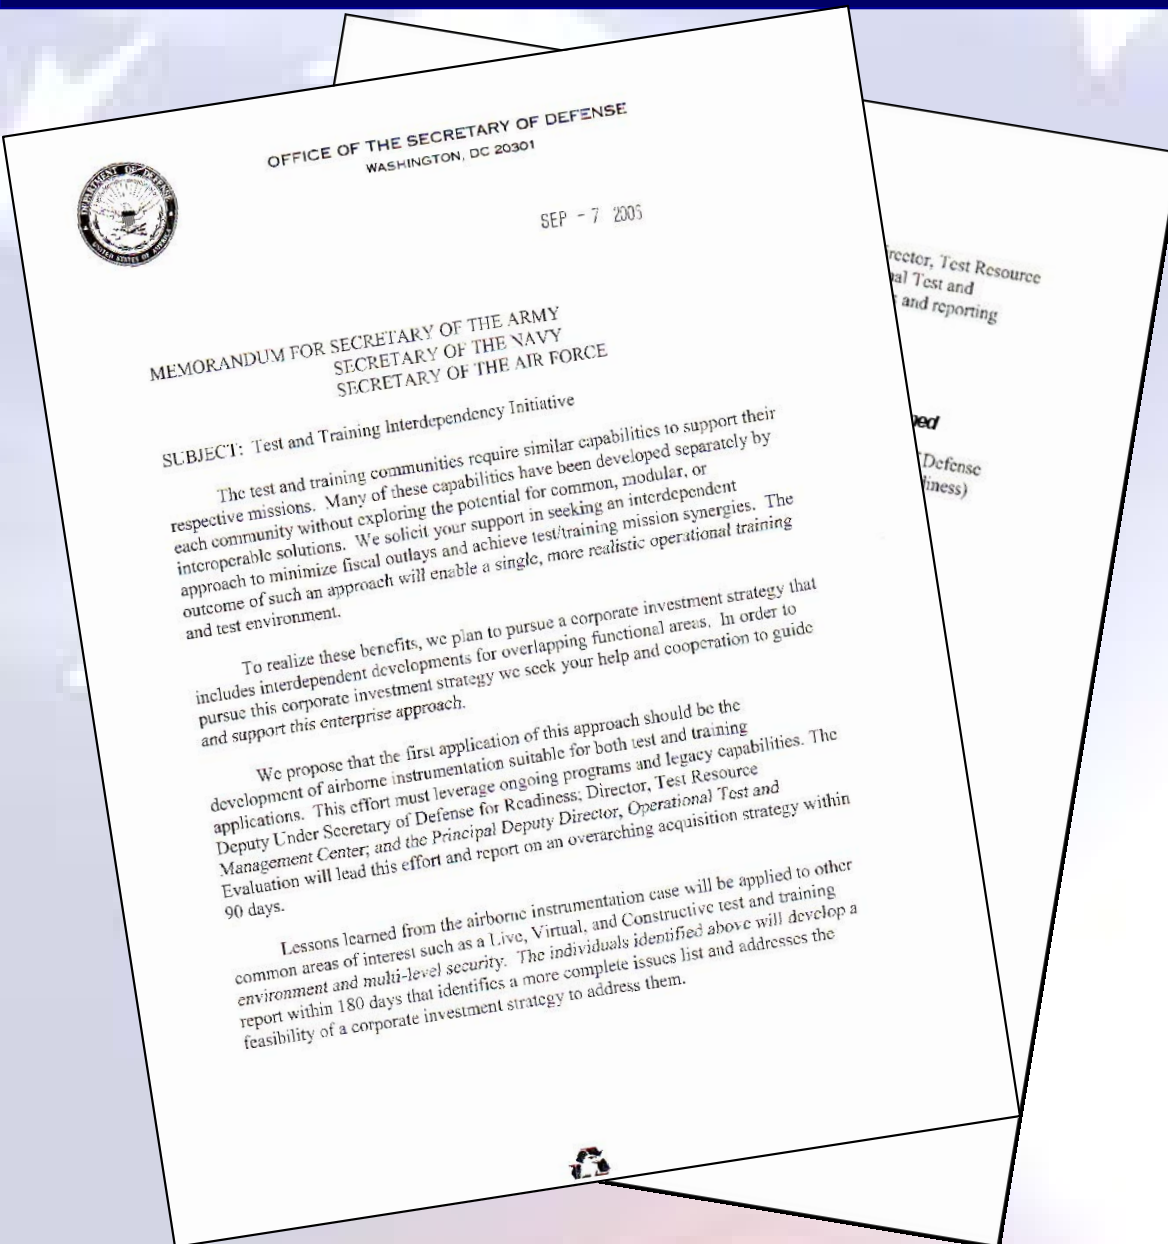 OFFICE OF THE SECRETARY OF DEFENSE
WASHINGTON, DC 20301
DEPARTMENT OF DEFENSE
UNITED STATES OF AMERICA
SEP - 7 2006
MEMORANDUM FOR SECRETARY OF THE ARMY
SECRETARY OF THE NAVY
SECRETARY OF THE AIR FORCE
SUBJECT: Test and Training Interdependency Initiative
The test and training communities require similar capabilities to support their
respective missions. Many of these capabilities have been developed separately by
each community without exploring the potential for common, modular, or
interoperable solutions. We solicit your support in seeking an interdependent
approach to minimize fiscal outlays and achieve test/training mission synergies. The
outcome of such an approach will enable a single, more realistic operational training
and test environment.
To realize these benefits, we plan to pursue a corporate investment strategy that
includes interdependent developments for overlapping functional areas. In order to
pursue this corporate investment strategy we seek your help and cooperation to guide
and support this enterprise approach.
We propose that the first application of this approach should be the
development of airborne instrumentation suitable for both test and training
applications. This effort must leverage ongoing programs and legacy capabilities. The
Deputy Under Secretary of Defense for Readiness; Director, Test Resource
Management Center; and the Principal Deputy Director, Operational Test and
Evaluation will lead this effort and report on an overarching acquisition strategy within
90 days.
Lessons learned from the airborne instrumentation case will be applied to other
common areas of interest such as a Live, Virtual, and Constructive test and training
environment and multi-level security. The individuals identified above will develop a
report within 180 days that identifies a more complete issues list and addresses the
feasibility of a corporate investment strategy to address them.
rector, Test Resource
al Test and
and reporting
ned
Defense
liness)